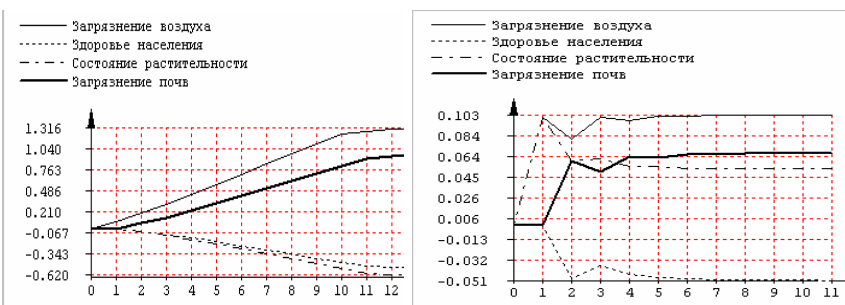 Загрязнение воздуха
Здоровье населения
Состояние растительности
Загрязнение почв
1.316
1.040
0.763
0.486
0.210
-0.067
-0.343
-0.620
0 1 2 3 4 5 6 7 8 9 10 11 12
Загрязнение воздуха
Здоровье населения
Состояние растительности
Загрязнение почв
0.103
0.084
0.064
0.045
0.026
0.006
-0.013
-0.032
-0.051
0 1 2 3 4 5 6 7 8 9 10 11